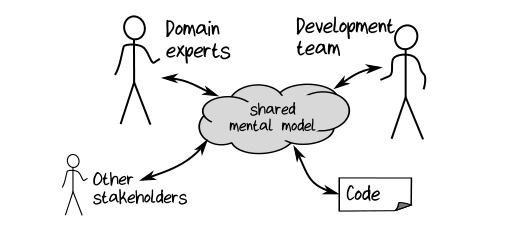 Domain
experts
Development
team
shared
mental model
Other
stakeholders
Code